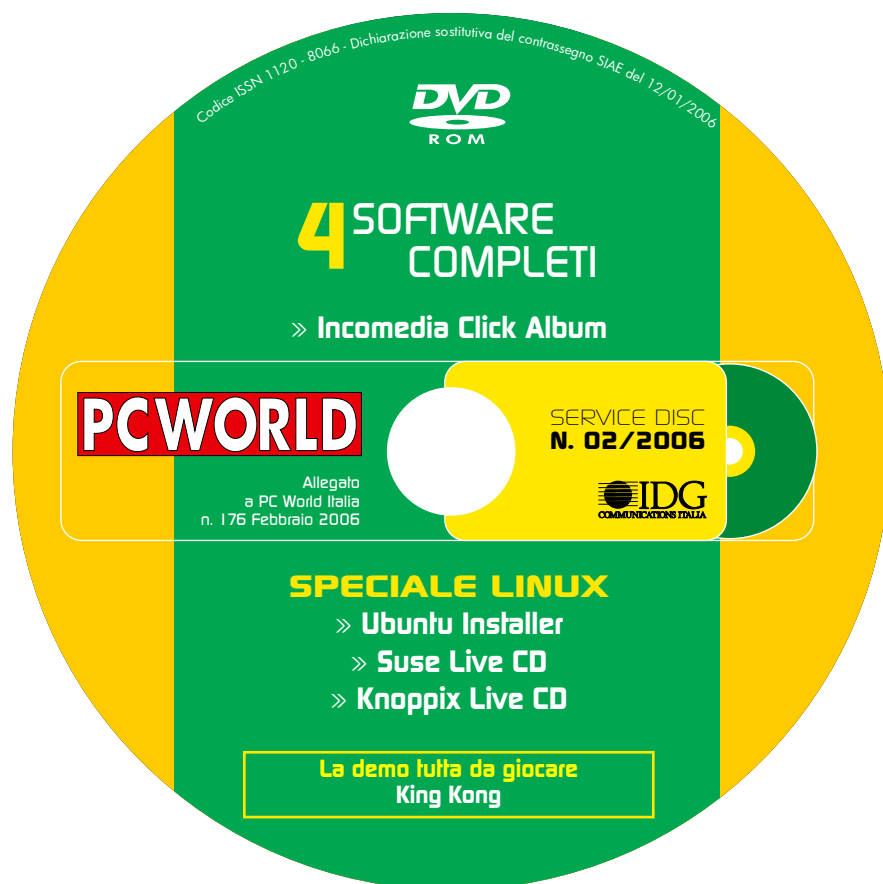 Codice ISSN 1120 - 8066 - Dichiarazione sostitutiva del contrassegno SIAE del 12/01/2006
DVD
ROM
4 SOFTWARE
COMPLETI
» Incomedia Click Album
PC WORLD
Allegato
a PC World Italia
n. 176 Febbraio 2006
SERVICE DISC
N. 02/2006
IDG
COMMUNICATIONS ITALIA
SPECIALE LINUX
» Ubuntu Installer
» Suse Live CD
» Knoppix Live CD
La demo tutta da giocare
King Kong